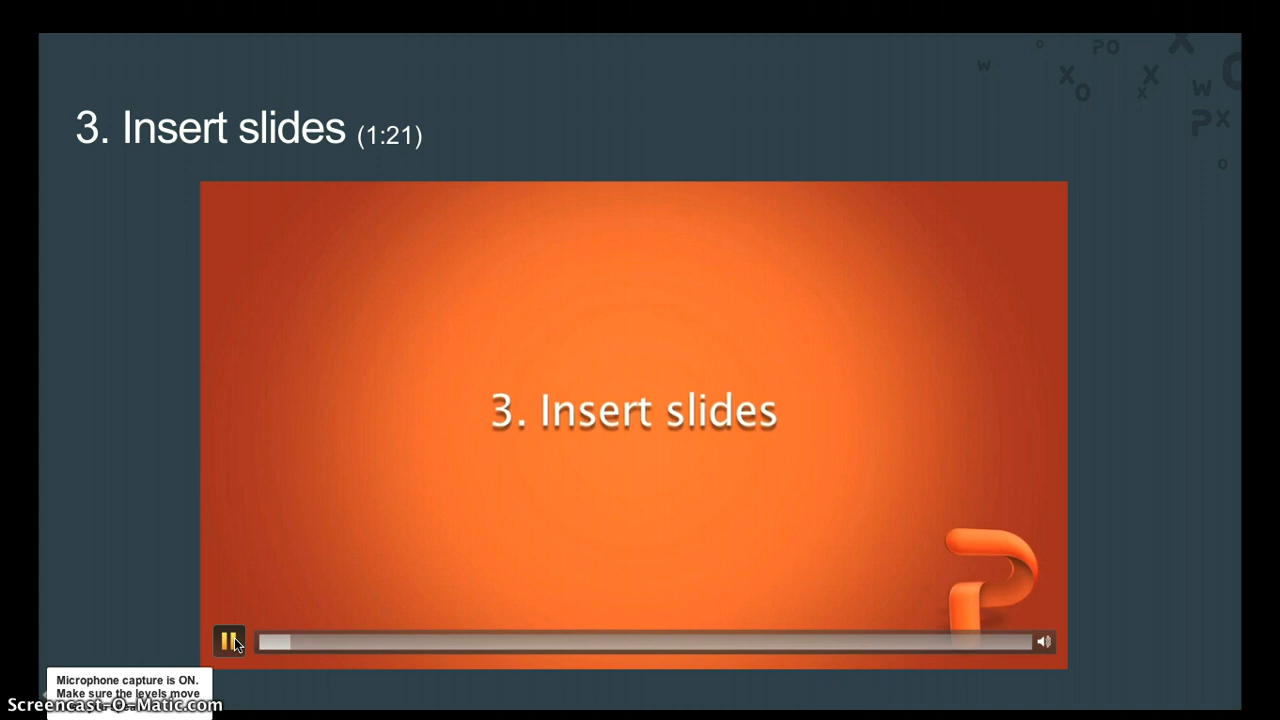 PO
X
W
X
X
O
X
W
P X
O
3. Insert slides (1:21)
3. Insert slides
Microphone capture is ON.
Make sure the levels move
Screencast-O-Matic.com